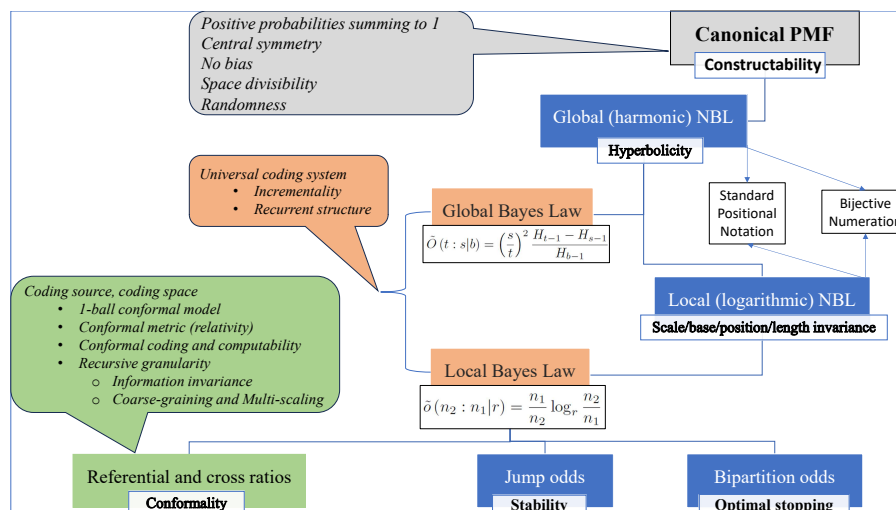 Positive probabilities summing to 1
Central symmetry
No bias
Space divisibility
Randomness
Canonical PMF
Constructability
Global (harmonic) NBL
Hyperbolicity
Universal coding system
• Incrementality
• Recurrent structure
Global Bayes Law
Õ (t : s|b) = (s/t)² (H_{t−1} − H_{s−1})/H_{b−1}
Standard
Positional
Notation
Bijective
Numeration
Local (logarithmic) NBL
Scale/base/position/length invariance
Coding source, coding space
• 1-ball conformal model
• Conformal metric (relativity)
• Conformal coding and computability
• Recursive granularity
o Information invariance
o Coarse-graining and Multi-scaling
Local Bayes Law
õ (n₂ : n₁|r) = n₁/n₂ log_r n₂/n₁
Referential and cross ratios
Conformality
Jump odds
Stability
Bipartition odds
Optimal stopping